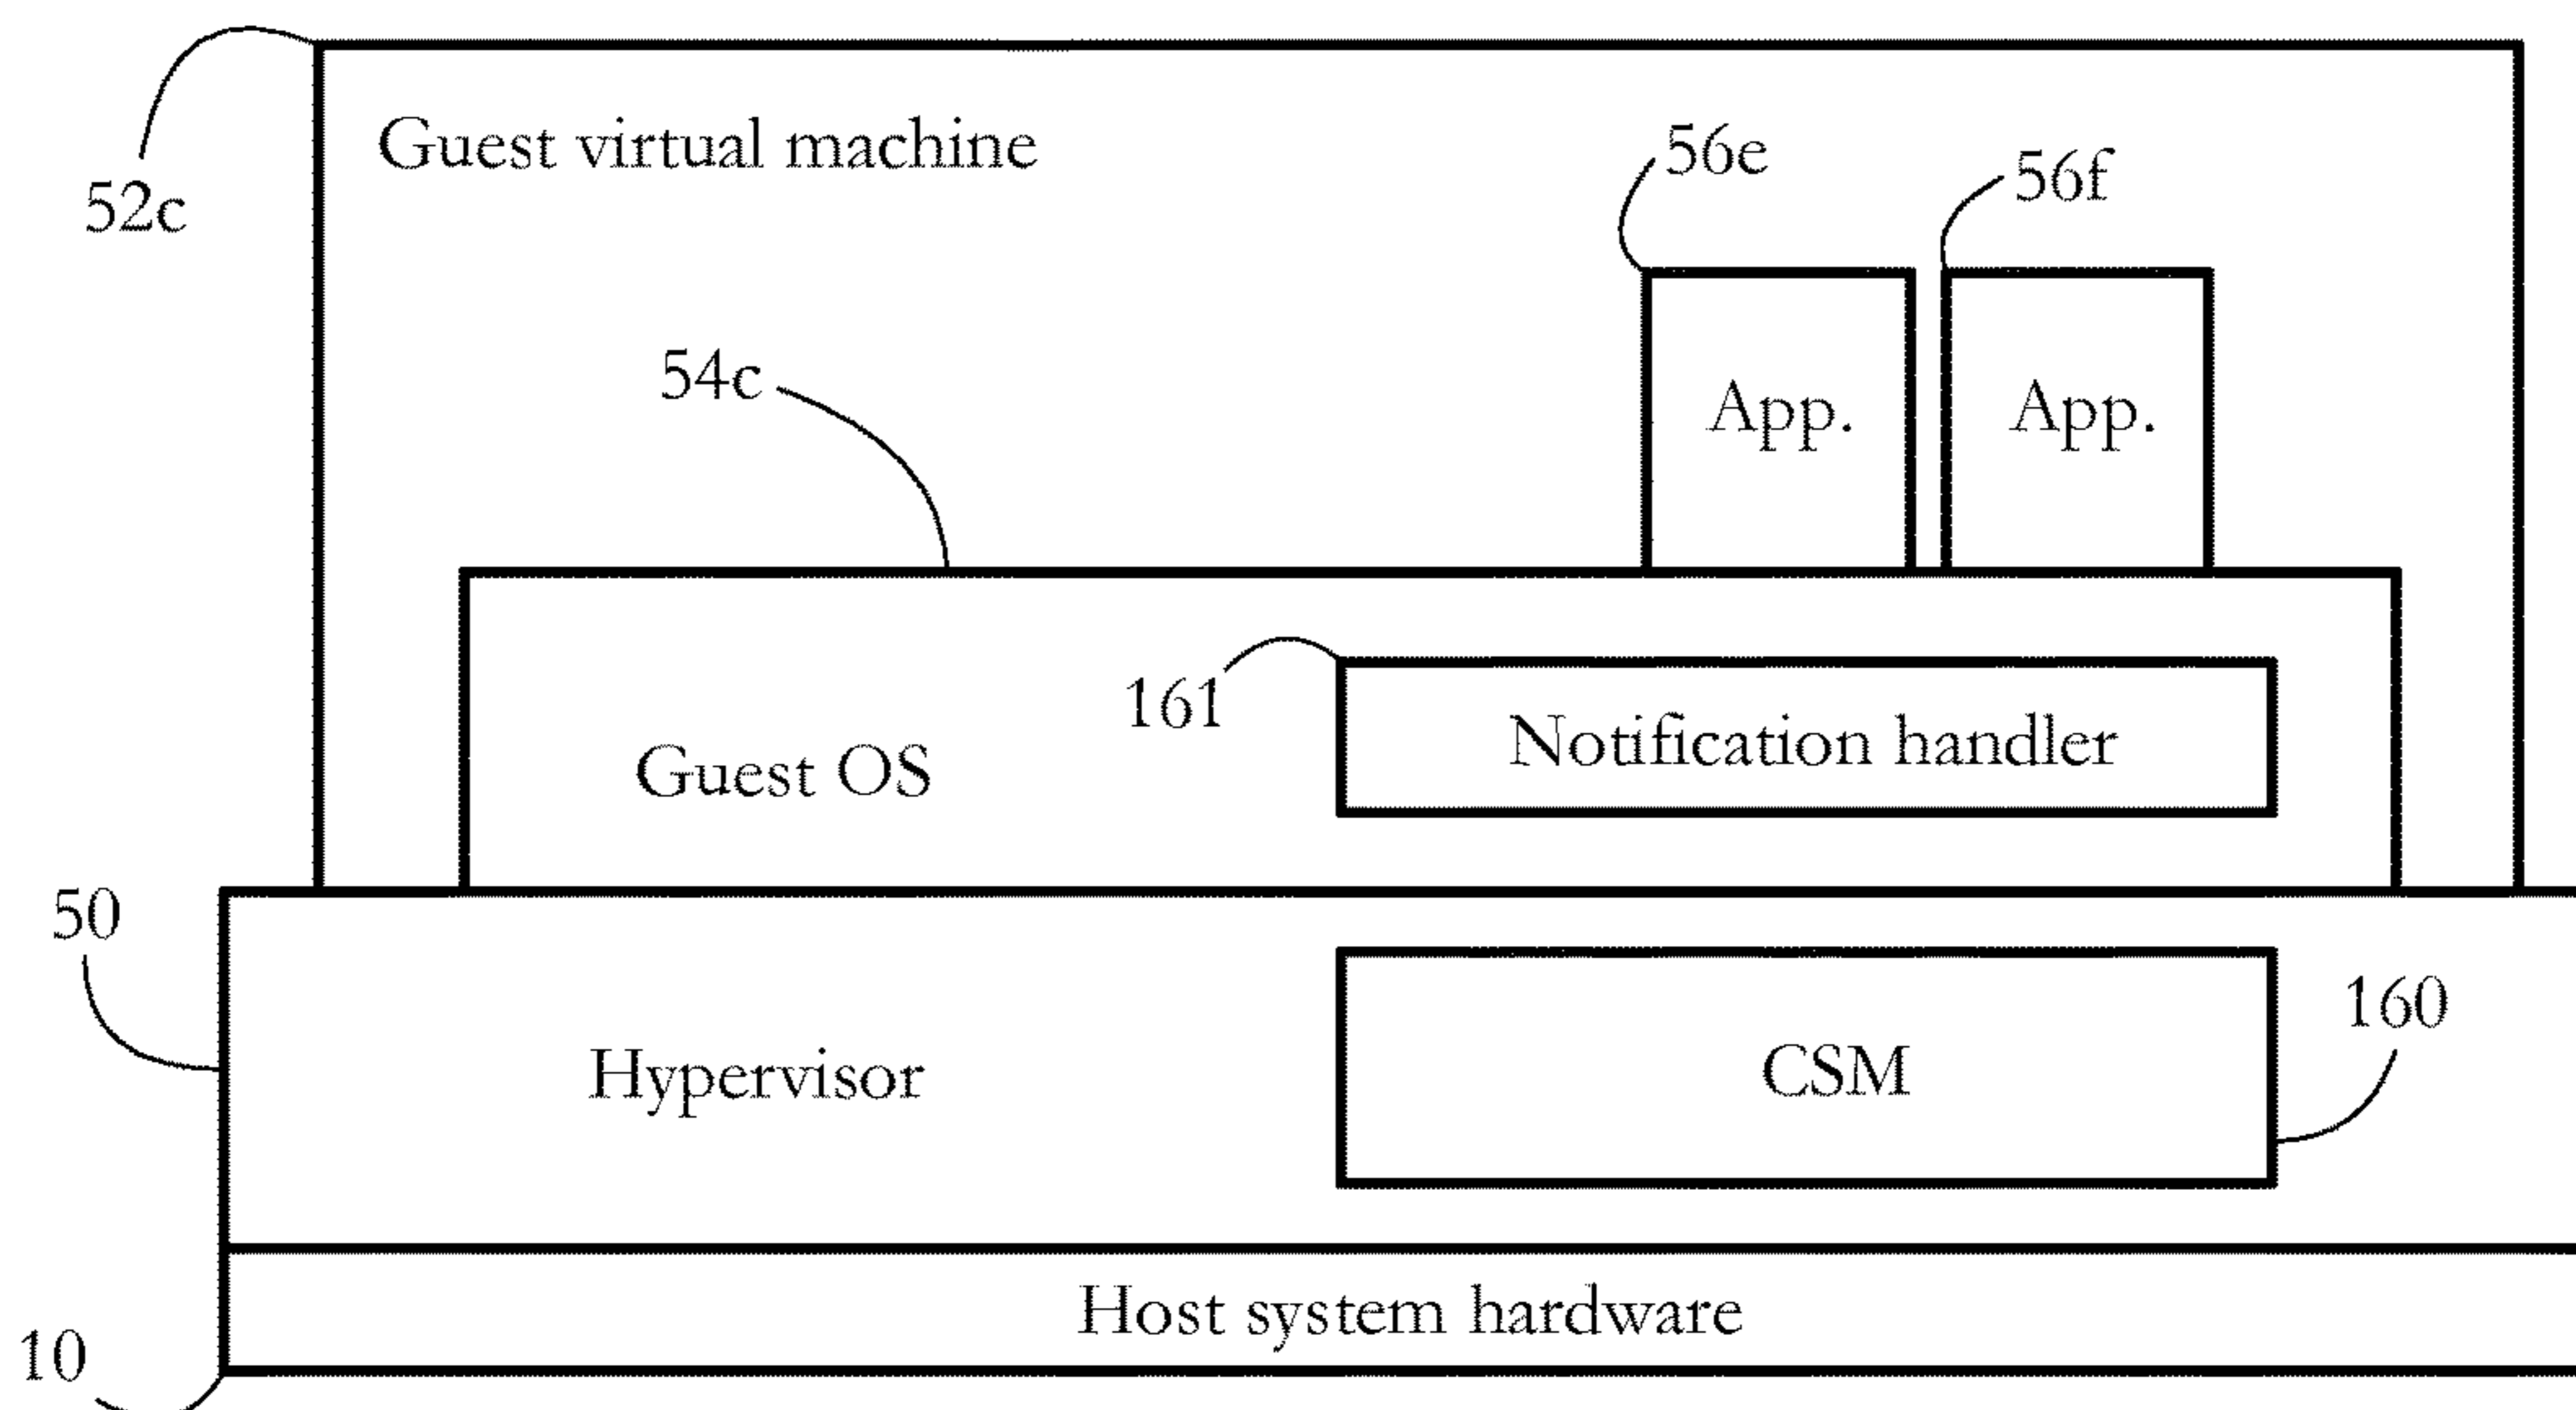 Guest virtual machine
56e
56f
52c
54c
App.
App.
161
Notification handler
Guest OS
50
160
Hypervisor
CSM
Host system hardware
10